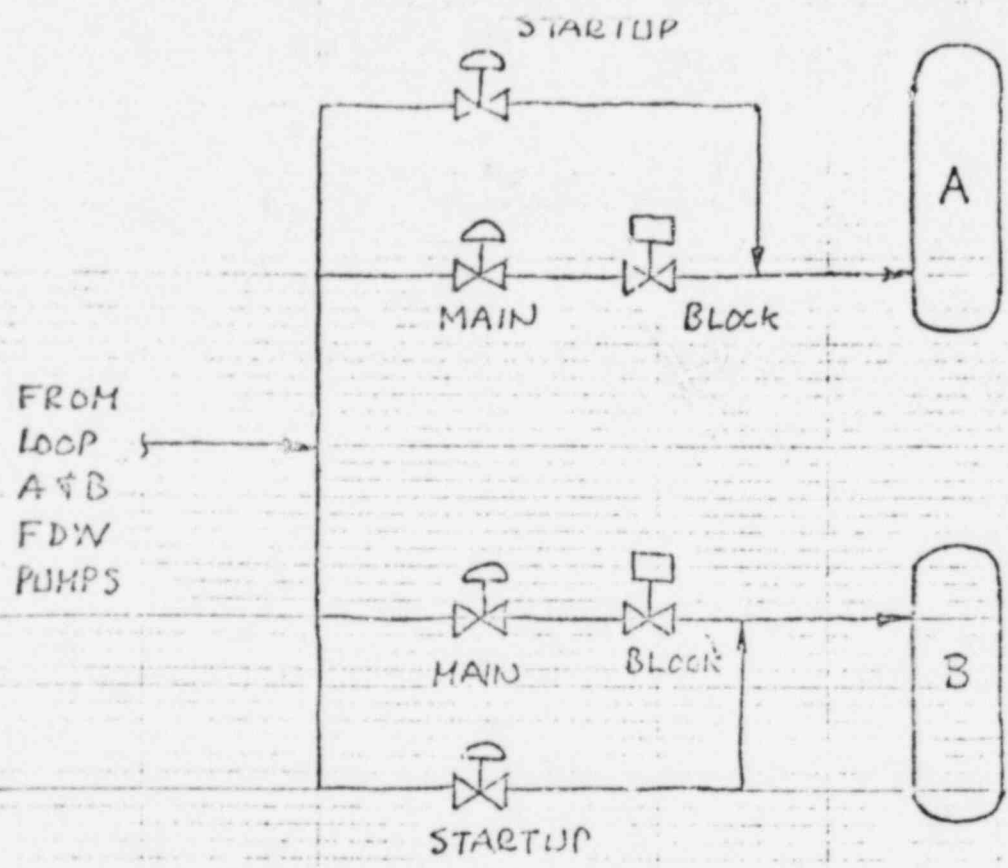 STARTUP
A
MAIN
BLOCK
FROM
LOOP
A & B
FDW
PUMPS
MAIN
BLOCK
B
STARTUP